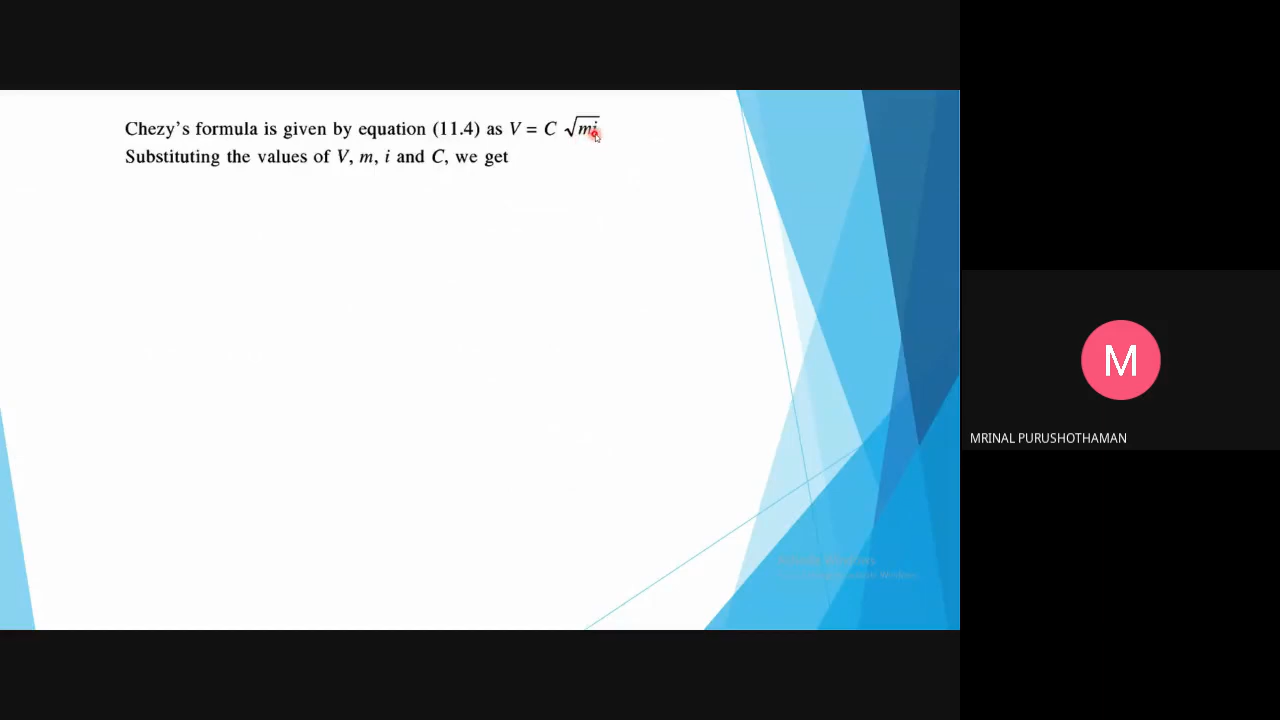 Chezy's formula is given by equation (11.4) as V = C √mi
Substituting the values of V, m, i and C, we get
M
MRINAL PURUSHOTHAMAN